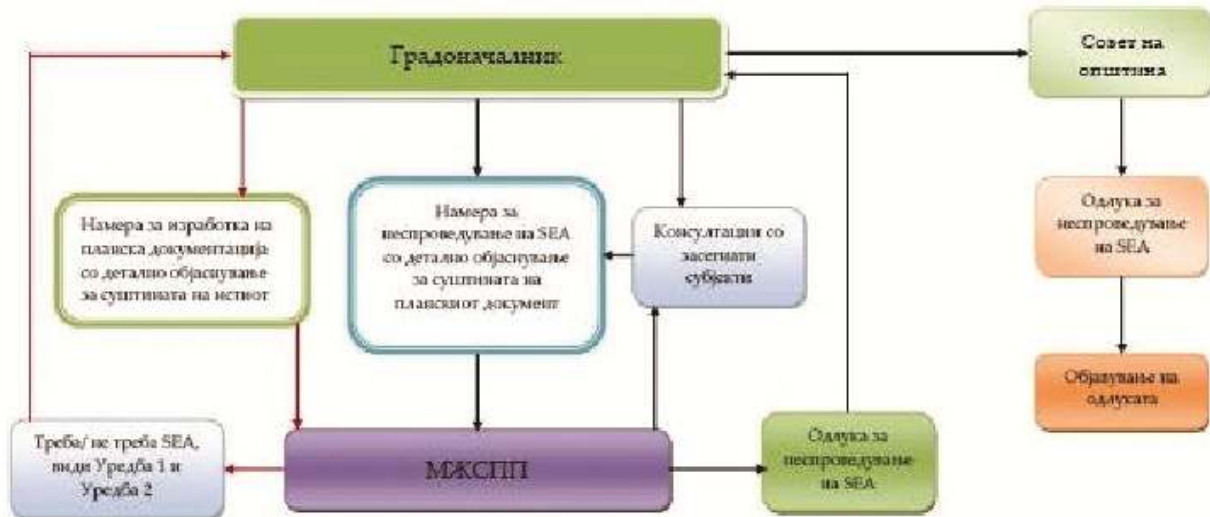 Градоначалник
Совет на
општина
Намера за изработка на
планска документација
со детално објаснување
за суштината на истиот
Намера за
неспроведување на SEA
со детално објаснување
за суштината на
планскиот документ
Консултации со
засегнати
субјекти
Одлука за
неспроведување
на SEA
Објавување на
одлуката
Треба/ не треба SEA,
види Уредба 1 и
Уредба 2
МЖСПП
Одлука за
неспроведување
на SEA